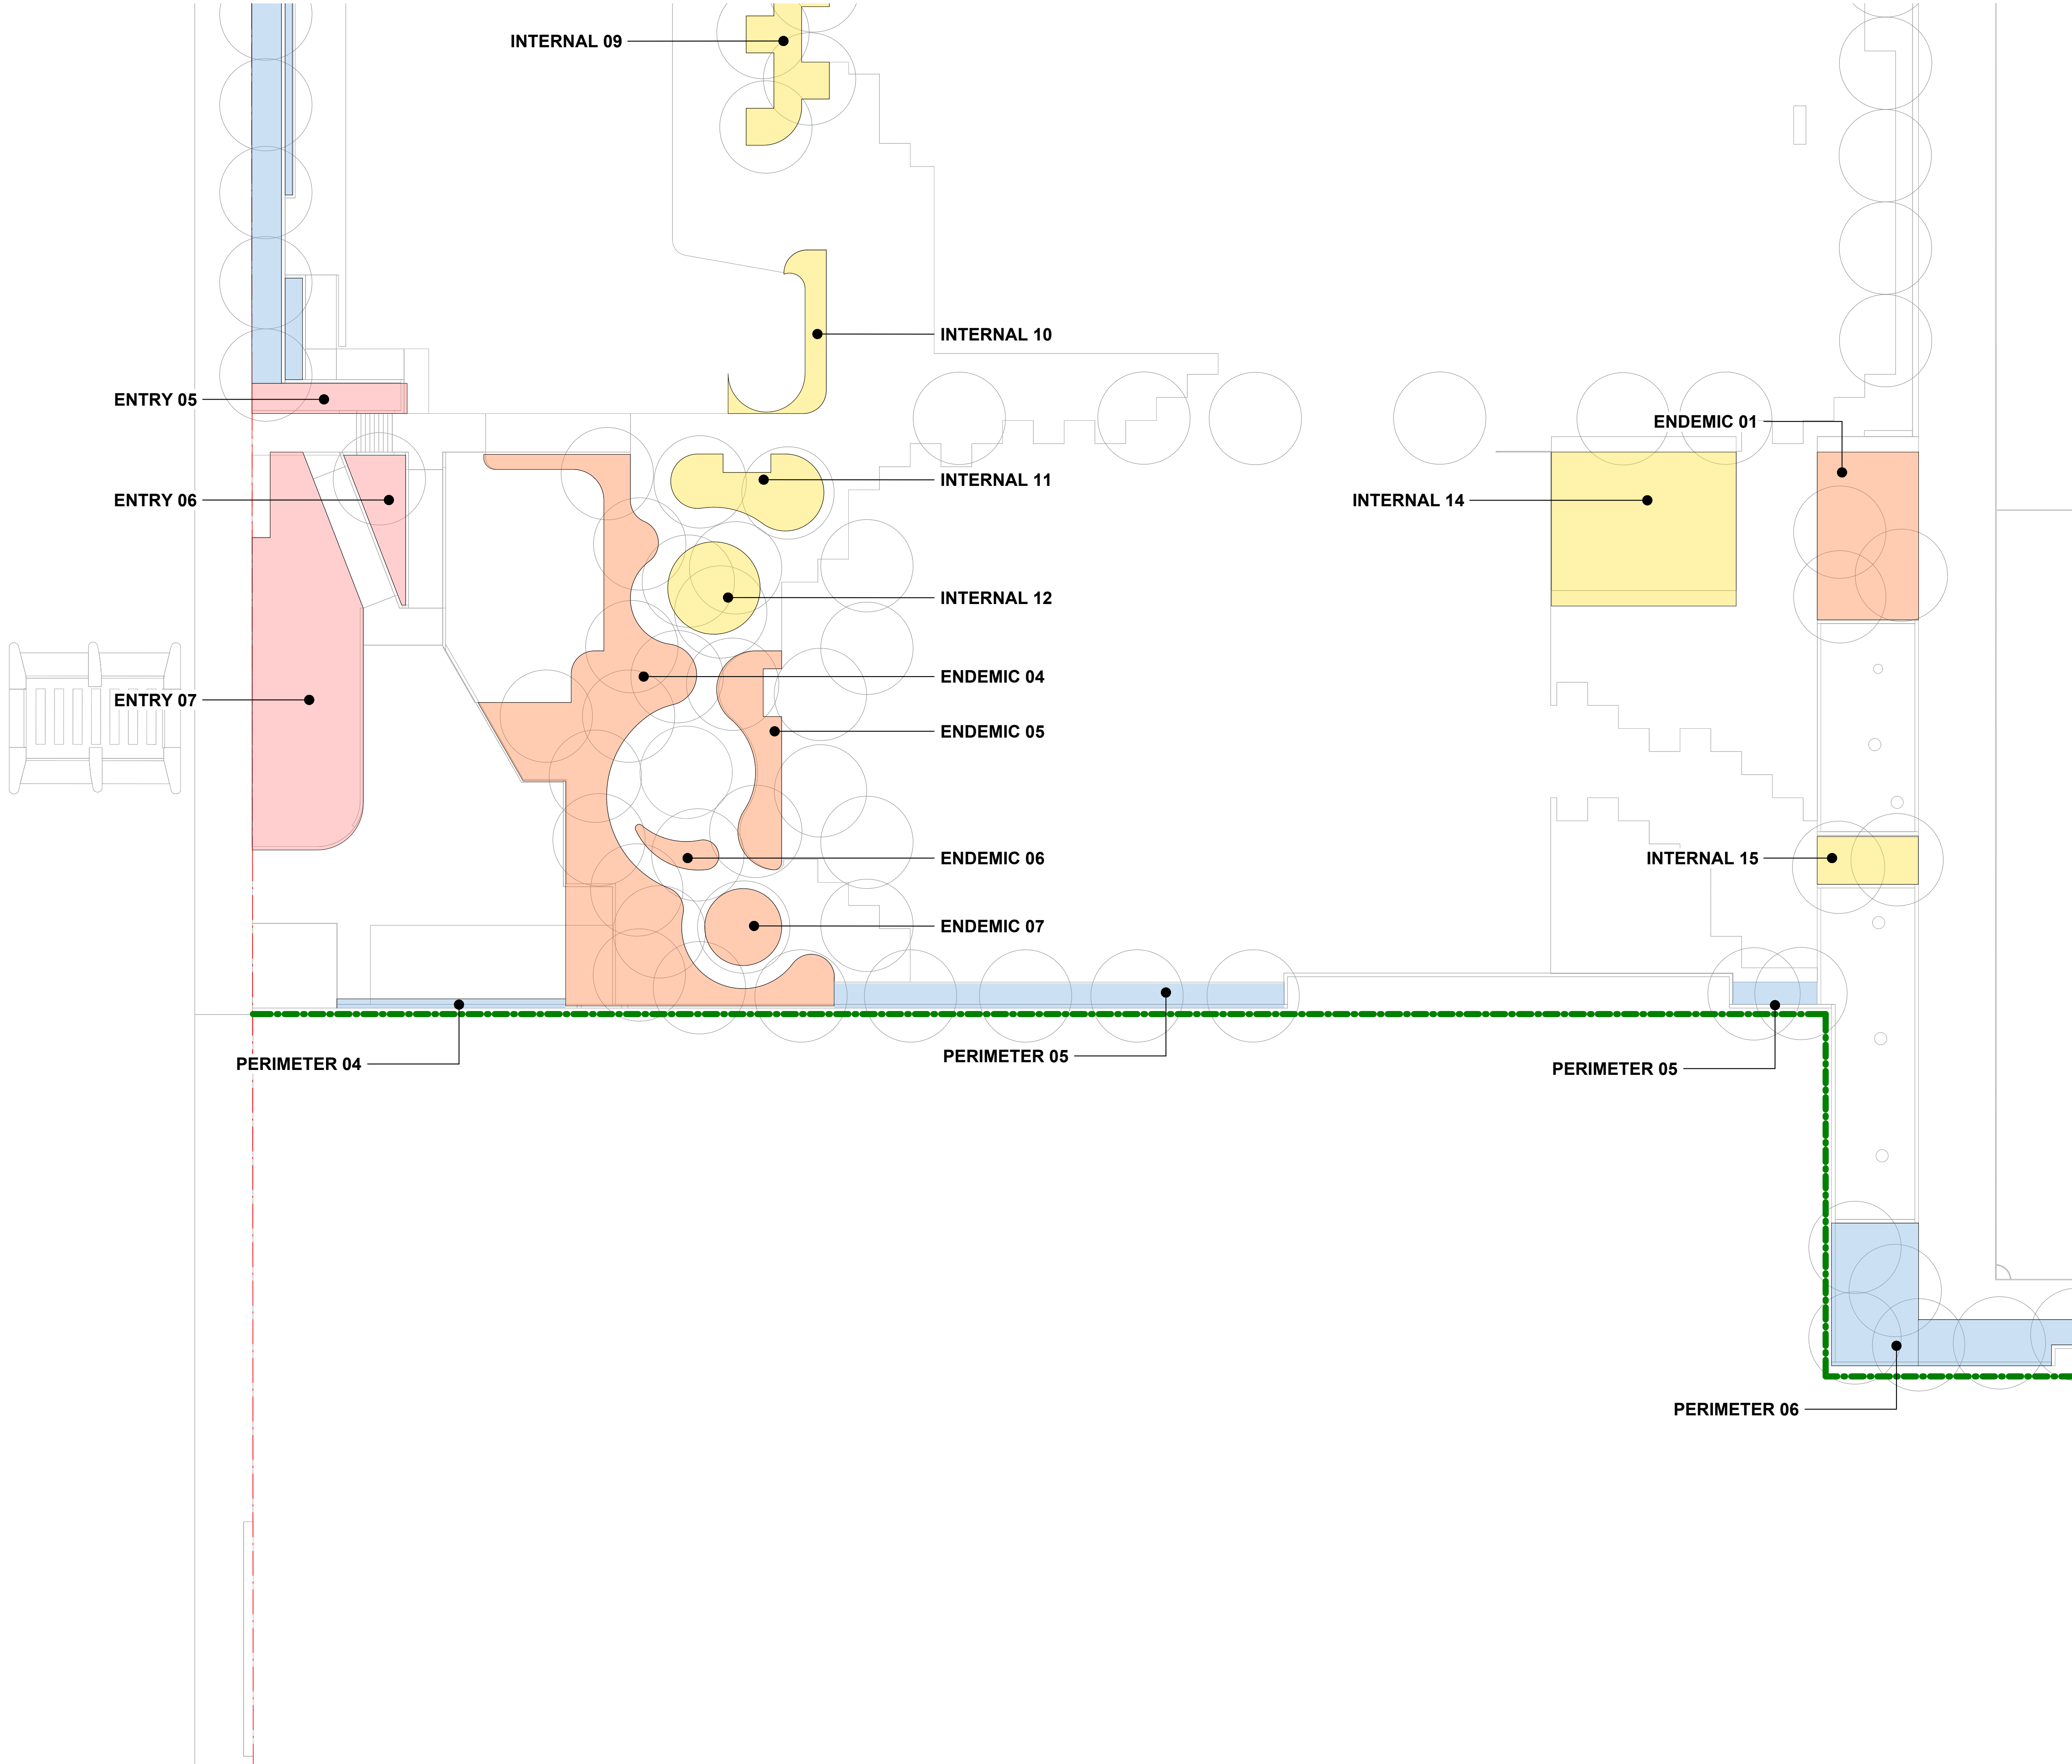 INTERNAL 09
INTERNAL 10
ENTRY 05
ENDEMIC 01
INTERNAL 11
ENTRY 06
INTERNAL 14
INTERNAL 12
ENDEMIC 04
ENTRY 07
ENDEMIC 05
ENDEMIC 06
INTERNAL 15
ENDEMIC 07
PERIMETER 04
PERIMETER 05
PERIMETER 05
PERIMETER 06